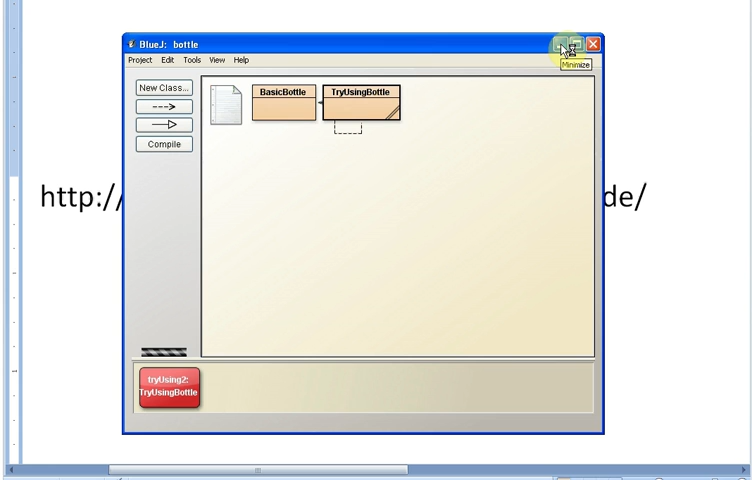 BlueJ: bottle
Minimize
Project Edit Tools View Help
New Class...
BasicBottle TryUsingBottle
Compile
http:// de/
tryUsing2:
TryUsingBottle